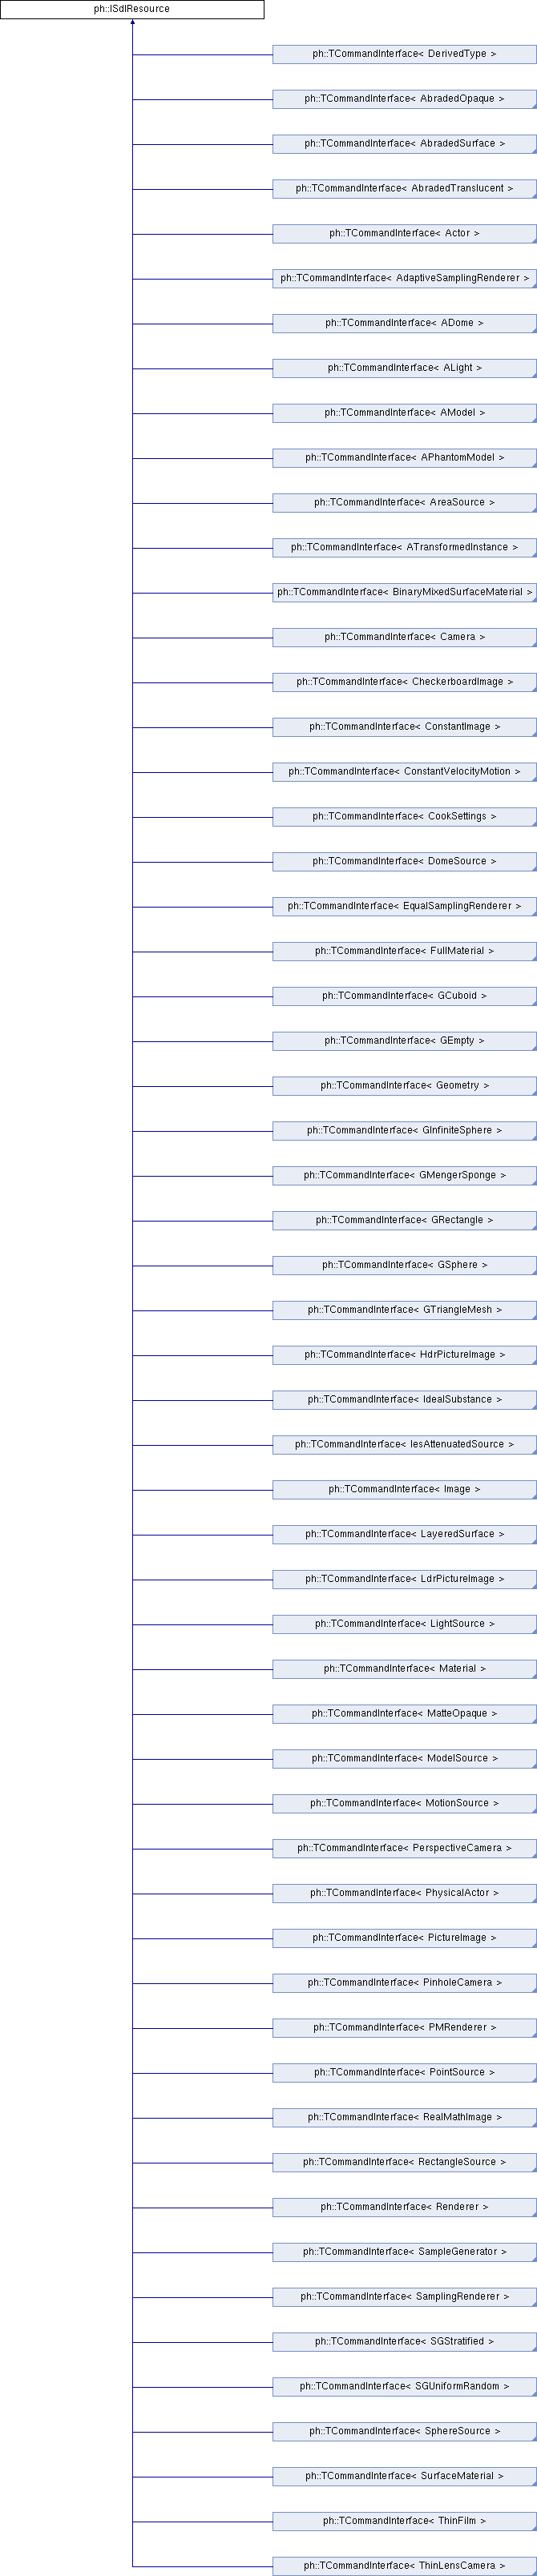 ph::ISdlResource
ph::TCommandInterface< DerivedType >
ph::TCommandInterface< AbradedOpaque >
ph::TCommandInterface< AbradedSurface >
ph::TCommandInterface< AbradedTranslucent >
ph::TCommandInterface< Actor >
ph::TCommandInterface< AdaptiveSamplingRenderer >
ph::TCommandInterface< ADome >
ph::TCommandInterface< ALight >
ph::TCommandInterface< AModel >
ph::TCommandInterface< APhantomModel >
ph::TCommandInterface< AreaSource >
ph::TCommandInterface< ATransformedInstance >
ph::TCommandInterface< BinaryMixedSurfaceMaterial >
ph::TCommandInterface< Camera >
ph::TCommandInterface< CheckerboardImage >
ph::TCommandInterface< ConstantImage >
ph::TCommandInterface< ConstantVelocityMotion >
ph::TCommandInterface< CookSettings >
ph::TCommandInterface< DomeSource >
ph::TCommandInterface< EqualSamplingRenderer >
ph::TCommandInterface< FullMaterial >
ph::TCommandInterface< GCuboid >
ph::TCommandInterface< GEmpty >
ph::TCommandInterface< Geometry >
ph::TCommandInterface< GInfiniteSphere >
ph::TCommandInterface< GMengerSponge >
ph::TCommandInterface< GRectangle >
ph::TCommandInterface< GSphere >
ph::TCommandInterface< GTriangleMesh >
ph::TCommandInterface< HdrPictureImage >
ph::TCommandInterface< IdealSubstance >
ph::TCommandInterface< IesAttenuatedSource >
ph::TCommandInterface< Image >
ph::TCommandInterface< LayeredSurface >
ph::TCommandInterface< LdrPictureImage >
ph::TCommandInterface< LightSource >
ph::TCommandInterface< Material >
ph::TCommandInterface< MatteOpaque >
ph::TCommandInterface< ModelSource >
ph::TCommandInterface< MotionSource >
ph::TCommandInterface< PerspectiveCamera >
ph::TCommandInterface< PhysicalActor >
ph::TCommandInterface< PictureImage >
ph::TCommandInterface< PinholeCamera >
ph::TCommandInterface< PMRenderer >
ph::TCommandInterface< PointSource >
ph::TCommandInterface< RealMathImage >
ph::TCommandInterface< RectangleSource >
ph::TCommandInterface< Renderer >
ph::TCommandInterface< SampleGenerator >
ph::TCommandInterface< SamplingRenderer >
ph::TCommandInterface< SGStratified >
ph::TCommandInterface< SGUniformRandom >
ph::TCommandInterface< SphereSource >
ph::TCommandInterface< SurfaceMaterial >
ph::TCommandInterface< ThinFilm >
ph::TCommandInterface< ThinLensCamera >